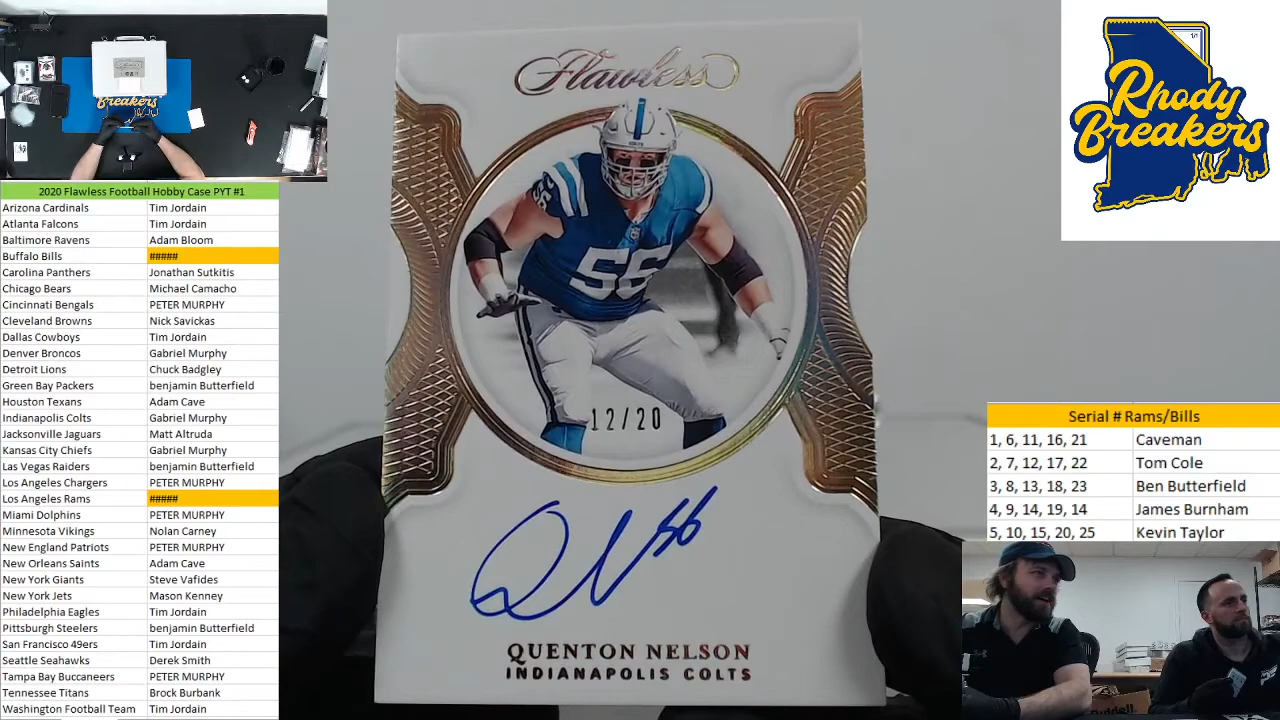 Breakers
2020 Flawless Football Hobby Case PYT #1
Arizona Cardinals Tim Jordain
Atlanta Falcons Tim Jordain
Baltimore Ravens Adam Bloom
Buffalo Bills #####
Carolina Panthers Jonathan Sutkitis
Chicago Bears Michael Camacho
Cincinnati Bengals PETER MURPHY
Cleveland Browns Nick Savickas
Dallas Cowboys Tim Jordain
Denver Broncos Gabriel Murphy
Detroit Lions Chuck Badgley
Green Bay Packers benjamin Butterfield
Houston Texans Adam Cave
Indianapolis Colts Gabriel Murphy
Jacksonville Jaguars Matt Altruda
Kansas City Chiefs Gabriel Murphy
Las Vegas Raiders benjamin Butterfield
Los Angeles Chargers PETER MURPHY
Los Angeles Rams #####
Miami Dolphins PETER MURPHY
Minnesota Vikings Nolan Carney
New England Patriots PETER MURPHY
New Orleans Saints Adam Cave
New York Giants Steve Vafides
New York Jets Mason Kenney
Philadelphia Eagles Tim Jordain
Pittsburgh Steelers benjamin Butterfield
San Francisco 49ers Tim Jordain
Seattle Seahawks Derek Smith
Tampa Bay Buccaneers PETER MURPHY
Tennessee Titans Brock Burbank
Washington Football Team Tim Jordain
Flawless
56
56
12/20
56
QUENTON NELSON
INDIANAPOLIS COLTS
1/1
Rhody
Breakers
Serial # Rams/Bills
1, 6, 11, 16, 21 Caveman
2, 7, 12, 17, 22 Tom Cole
3, 8, 13, 18, 23 Ben Butterfield
4, 9, 14, 19, 14 James Burnham
5, 10, 15, 20, 25 Kevin Taylor
Riddell